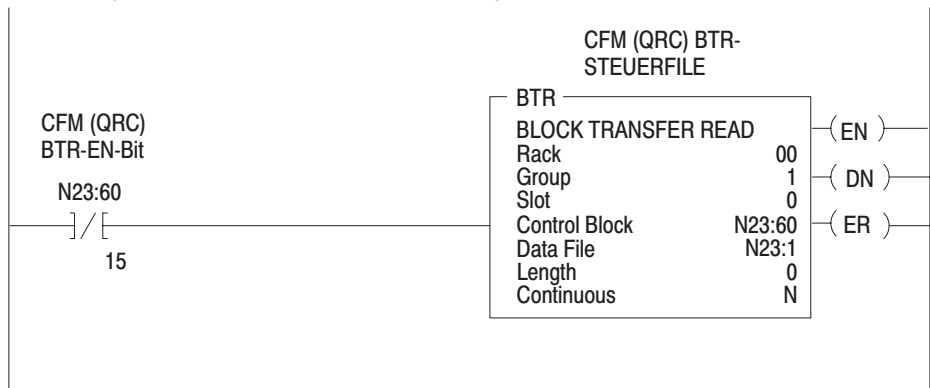 CFM (QRC) BTR-
STEUERFILE
CFM (QRC)
BTR-EN-Bit
N23:60
15
BTR
BLOCK TRANSFER READ
Rack 00
Group 1
Slot 0
Control Block N23:60
Data File N23:1
Length 0
Continuous N
EN
DN
ER